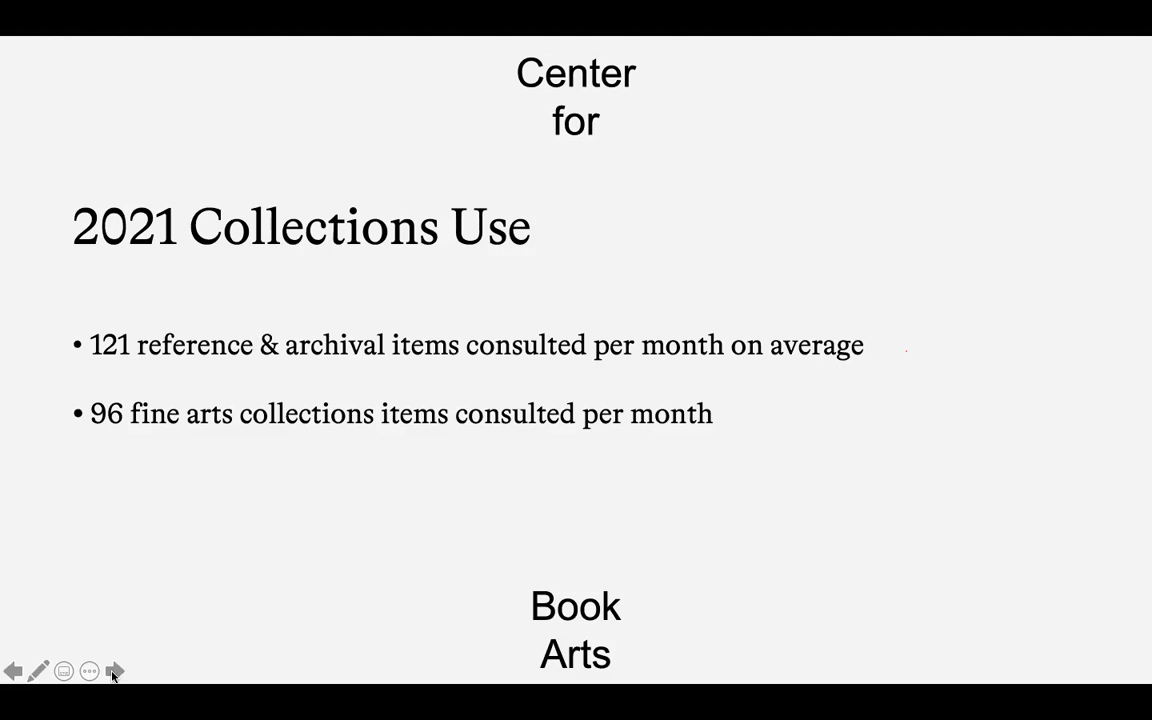 Center
for
2021 Collections Use
• 121 reference & archival items consulted per month on average
• 96 fine arts collections items consulted per month
Book
Arts